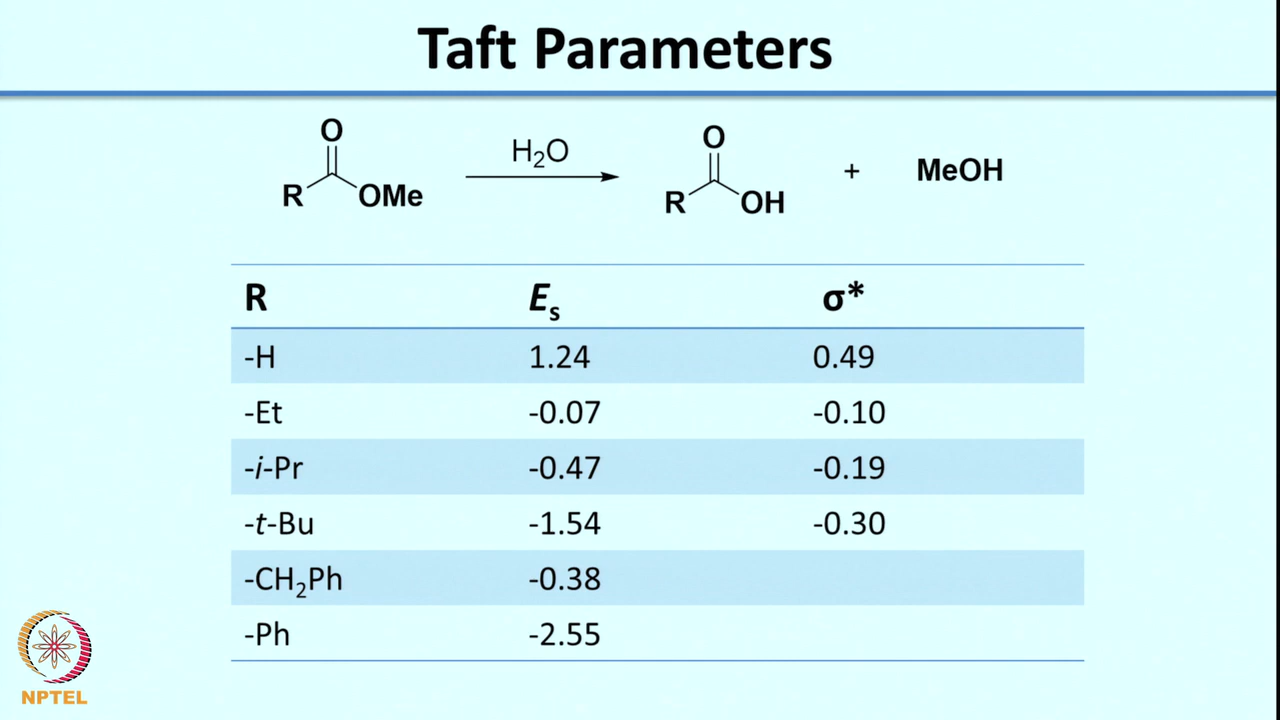 Taft Parameters
O
R OMe
H₂O
O
R OH
+ MeOH
R Eₛ σ*
-H 1.24 0.49
-Et -0.07 -0.10
-i-Pr -0.47 -0.19
-t-Bu -1.54 -0.30
-CH₂Ph -0.38
-Ph -2.55
NPTEL